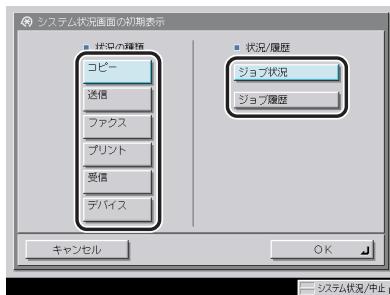 システム状況画面の初期表示
状況の種類
状況/履歴
コピー
ジョブ状況
送信
ジョブ履歴
ファクス
プリント
受信
デバイス
キャンセル
OK
システム状況/中止